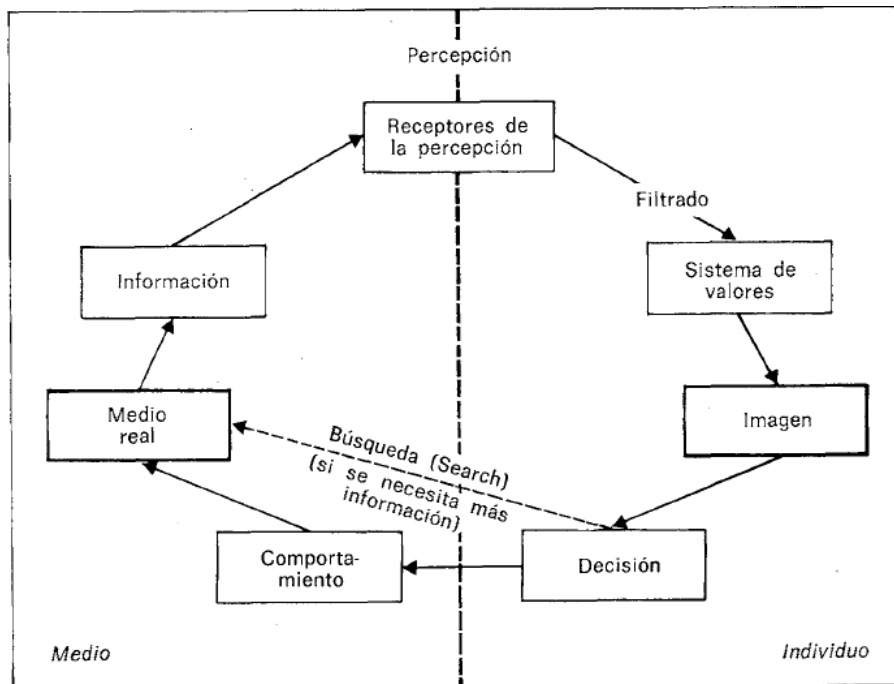 Percepción
Receptores de
la percepción
Filtrado
Información
Sistema de
valores
Medio
real
Imagen
Búsqueda (Search)
(si se necesita más
información)
Comporta-
miento
Decisión
Medio
Individuo